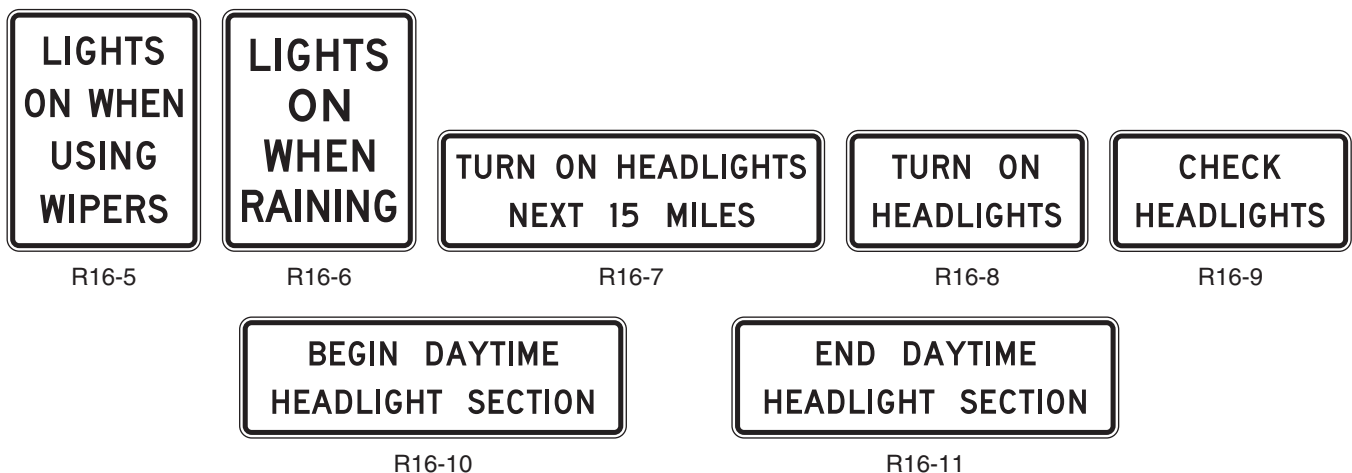 LIGHTS
ON WHEN
USING
WIPERS
R16-5
LIGHTS
ON
WHEN
RAINING
R16-6
TURN ON HEADLIGHTS
NEXT 15 MILES
R16-7
TURN ON
HEADLIGHTS
R16-8
CHECK
HEADLIGHTS
R16-9
BEGIN DAYTIME
HEADLIGHT SECTION
R16-10
END DAYTIME
HEADLIGHT SECTION
R16-11